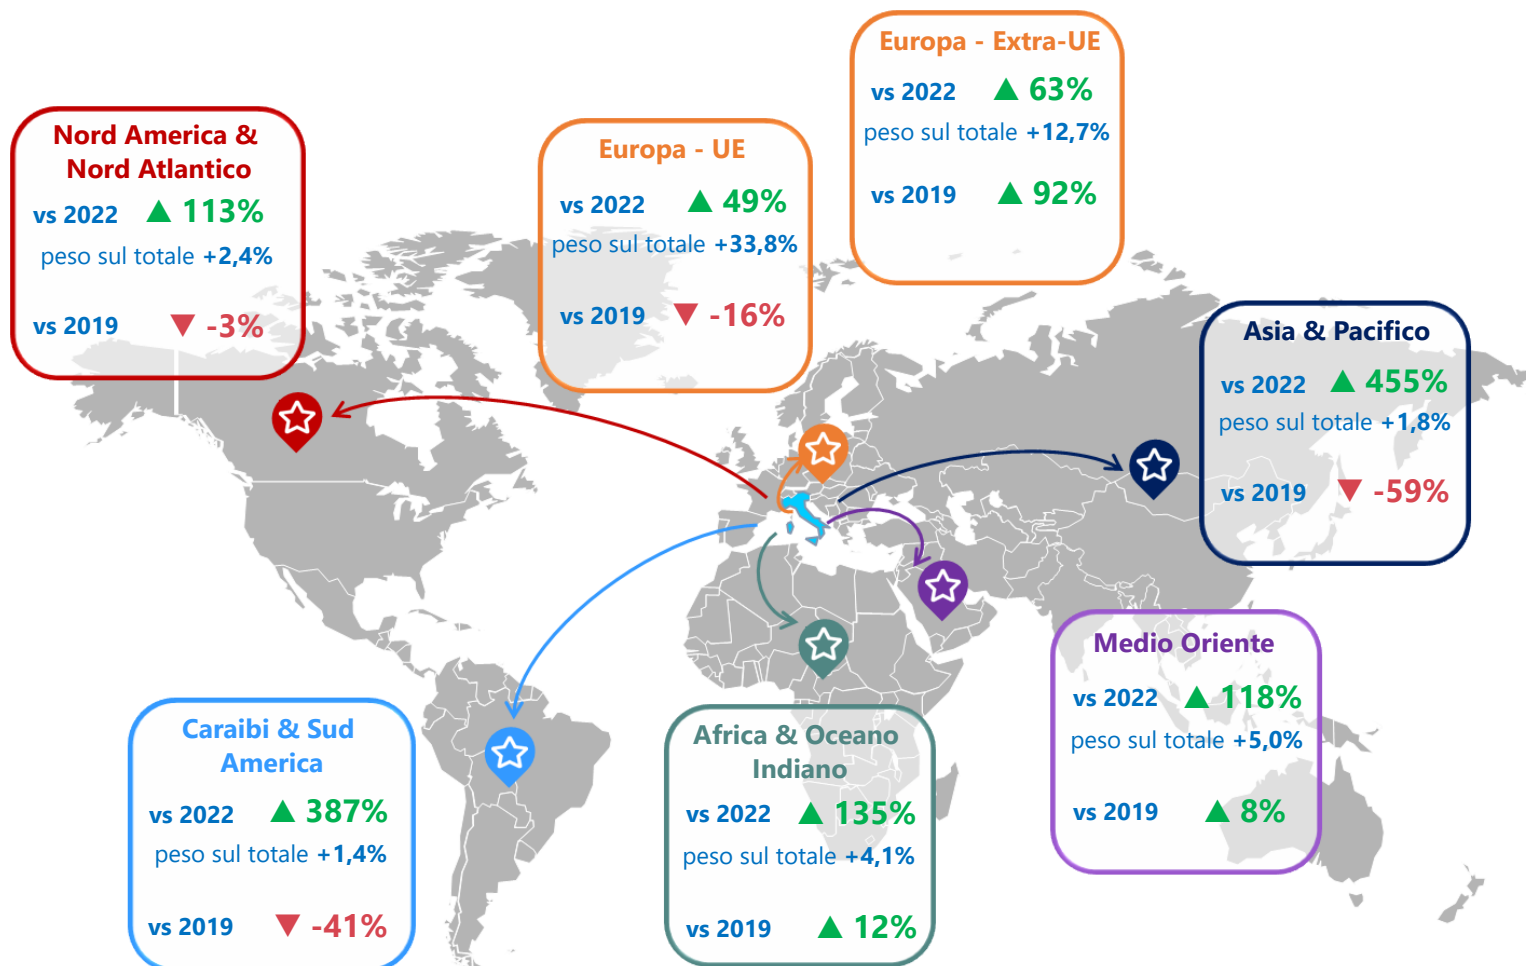 Europa - Extra-UE
vs 2022 ▲ 63%
peso sul totale +12,7%
vs 2019 ▲ 92%
Nord America &
Nord Atlantico
vs 2022 ▲ 113%
peso sul totale +2,4%
vs 2019 ▼ -3%
Europa - UE
vs 2022 ▲ 49%
peso sul totale +33,8%
vs 2019 ▼ -16%
Asia & Pacifico
vs 2022 ▲ 455%
peso sul totale +1,8%
vs 2019 ▼ -59%
Medio Oriente
vs 2022 ▲ 118%
peso sul totale +5,0%
vs 2019 ▲ 8%
Caraibi & Sud
America
vs 2022 ▲ 387%
peso sul totale +1,4%
vs 2019 ▼ -41%
Africa & Oceano
Indiano
vs 2022 ▲ 135%
peso sul totale +4,1%
vs 2019 ▲ 12%